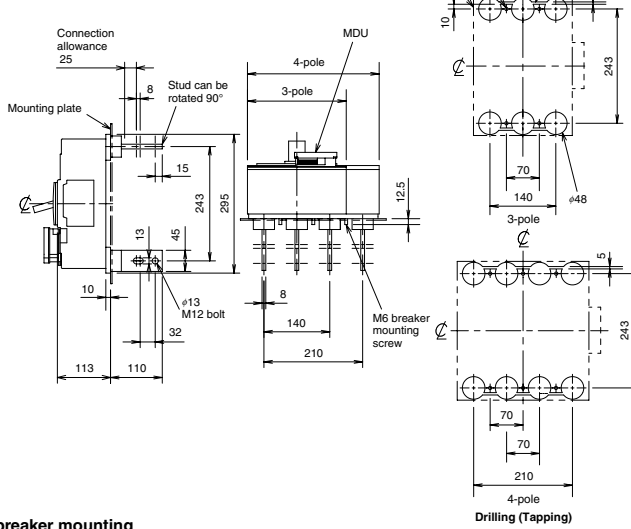 Connection
allowance
25
8
Stud can be
rotated 90°
Mounting plate
15
243
295
13
45
10
φ13
M12 bolt
32
113
110
MDU
4-pole
3-pole
12.5
8
M6 breaker
mounting
screw
140
210
10
243
70
140
φ48
3-pole
5
243
70
70
210
4-pole
Drilling (Tapping)
breaker mounting